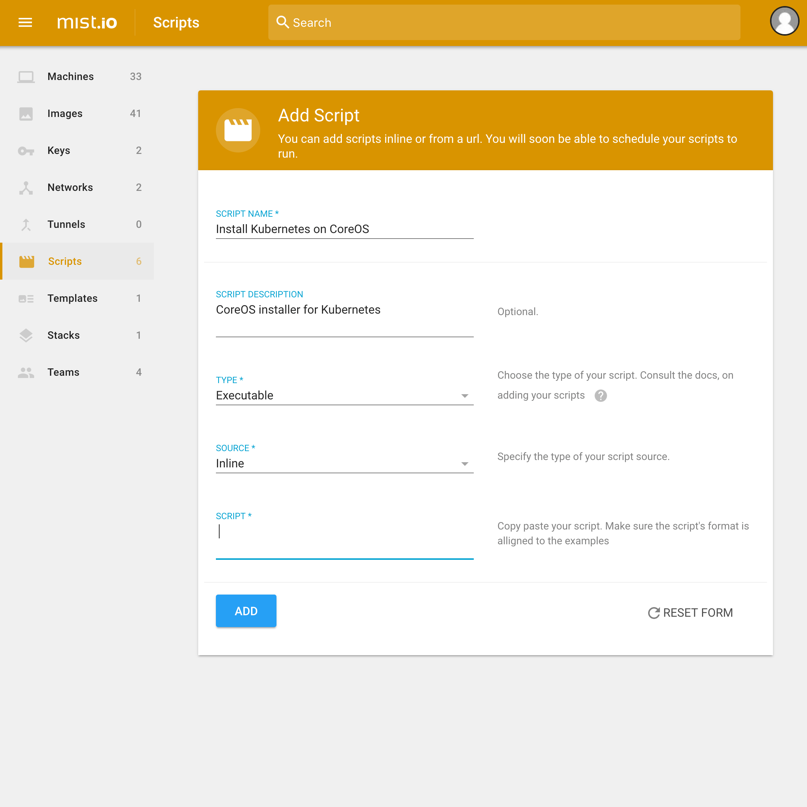 mist.io
Scripts
Search
Machines 33
Images 41
Keys 2
Networks 2
Tunnels 0
Scripts 6
Templates 1
Stacks 1
Teams 4
Add Script
You can add scripts inline or from a url. You will soon be able to schedule your scripts to
run.
SCRIPT NAME *
Install Kubernetes on CoreOS
SCRIPT DESCRIPTION
CoreOS installer for Kubernetes
Optional.
TYPE *
Executable
Choose the type of your script. Consult the docs, on
adding your scripts ?
SOURCE *
Inline
Specify the type of your script source.
SCRIPT *
Copy paste your script. Make sure the script's format is
alligned to the examples
ADD
RESET FORM